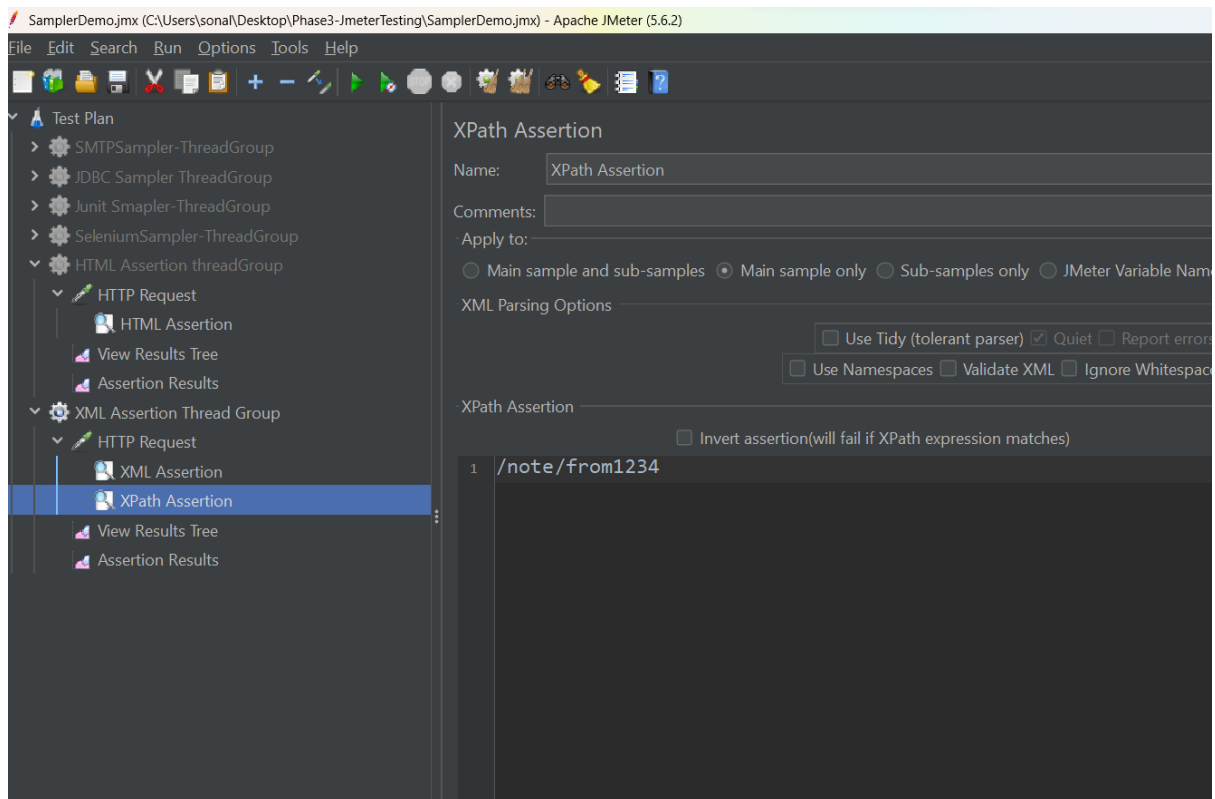 SamplerDemo.jmx (C:\Users\sonal\Desktop\Phase3-JmeterTesting\SamplerDemo.jmx) - Apache JMeter (5.6.2)
File Edit Search Run Options Tools Help
Test Plan
SMTPSampler-ThreadGroup
JDBC Sampler ThreadGroup
Junit Smapler-ThreadGroup
SeleniumSampler-ThreadGroup
HTML Assertion threadGroup
HTTP Request
HTML Assertion
View Results Tree
Assertion Results
XML Assertion Thread Group
HTTP Request
XML Assertion
XPath Assertion
View Results Tree
Assertion Results
XPath Assertion
Name: XPath Assertion
Comments:
Apply to:
Main sample and sub-samples Main sample only Sub-samples only JMeter Variable Name
XML Parsing Options
Use Tidy (tolerant parser) Quiet Report errors
Use Namespaces Validate XML Ignore Whitespace
XPath Assertion
Invert assertion(will fail if XPath expression matches)
1 /note/from1234